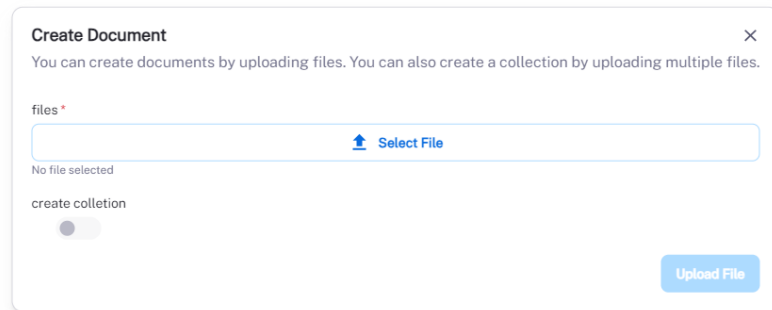 Create Document
You can create documents by uploading files. You can also create a collection by uploading multiple files.
files *
Select File
No file selected
create colletion
Upload File